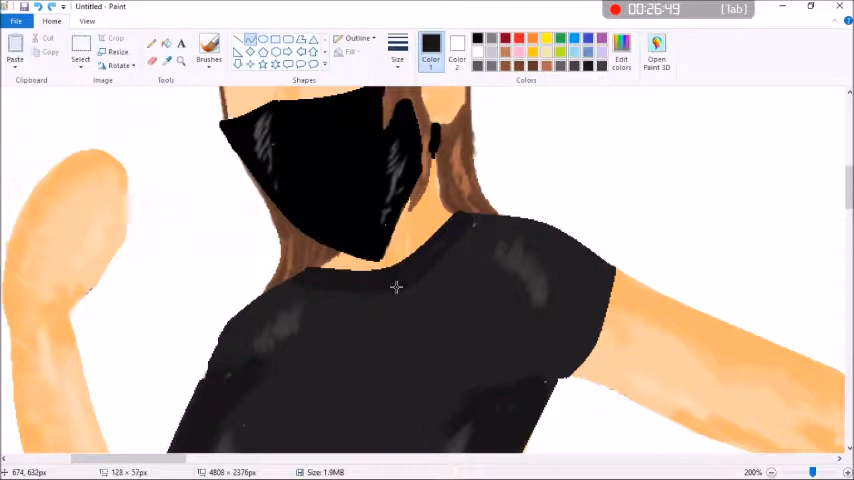 Untitled - Paint
00:26:49 [Tab]
File Home View
Paste
Cut
Copy
Clipboard
Select
Crop
Resize
Rotate
Image
Tools
Brushes
Outline
Fill
Shapes
Size
Color 1
Color 2
Colors
Edit colors
Open Paint 3D
674, 632px
128 × 57px
4808 × 2376px
Size: 1.9MB
200%